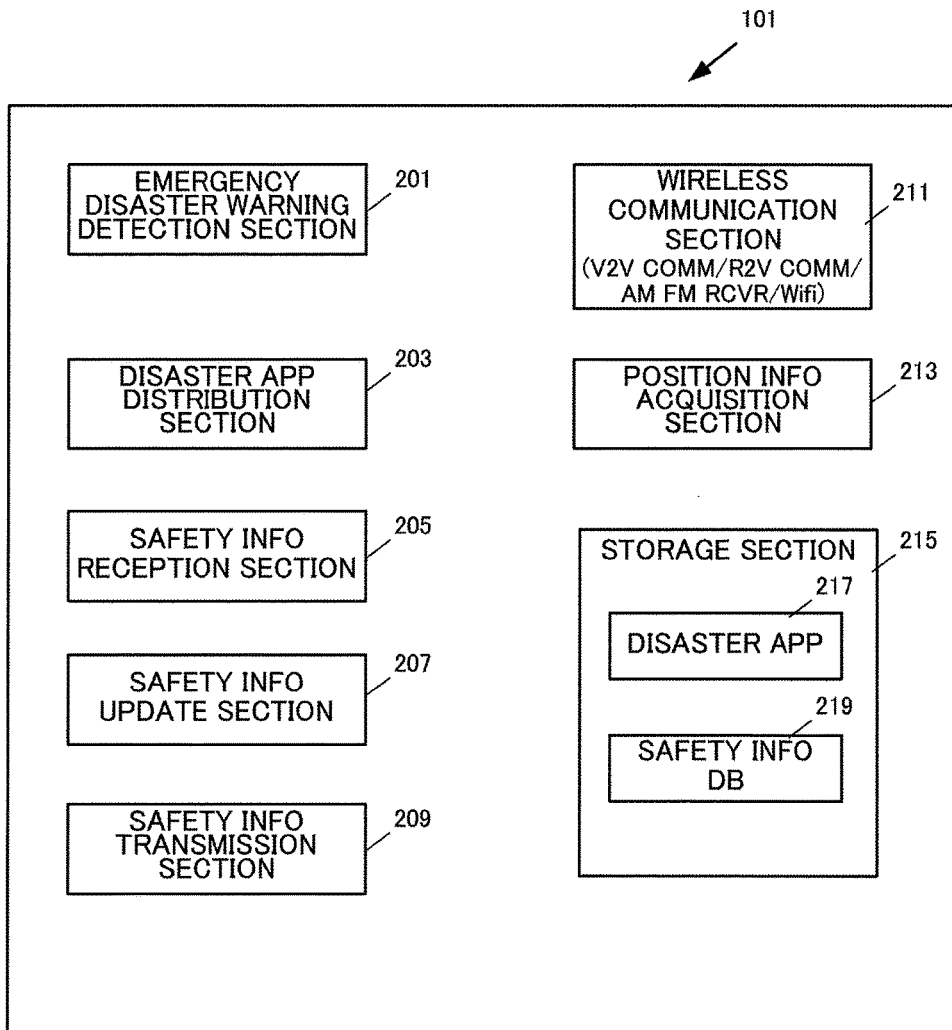 101
EMERGENCY
DISASTER WARNING
DETECTION SECTION
201
WIRELESS
COMMUNICATION
SECTION
(V2V COMM/R2V COMM/
AM FM RCVR/Wifi)
211
DISASTER APP
DISTRIBUTION
SECTION
203
POSITION INFO
ACQUISITION
SECTION
213
SAFETY INFO
RECEPTION SECTION
205
STORAGE SECTION
215
217
DISASTER APP
SAFETY INFO
UPDATE SECTION
207
219
SAFETY INFO
DB
SAFETY INFO
TRANSMISSION
SECTION
209